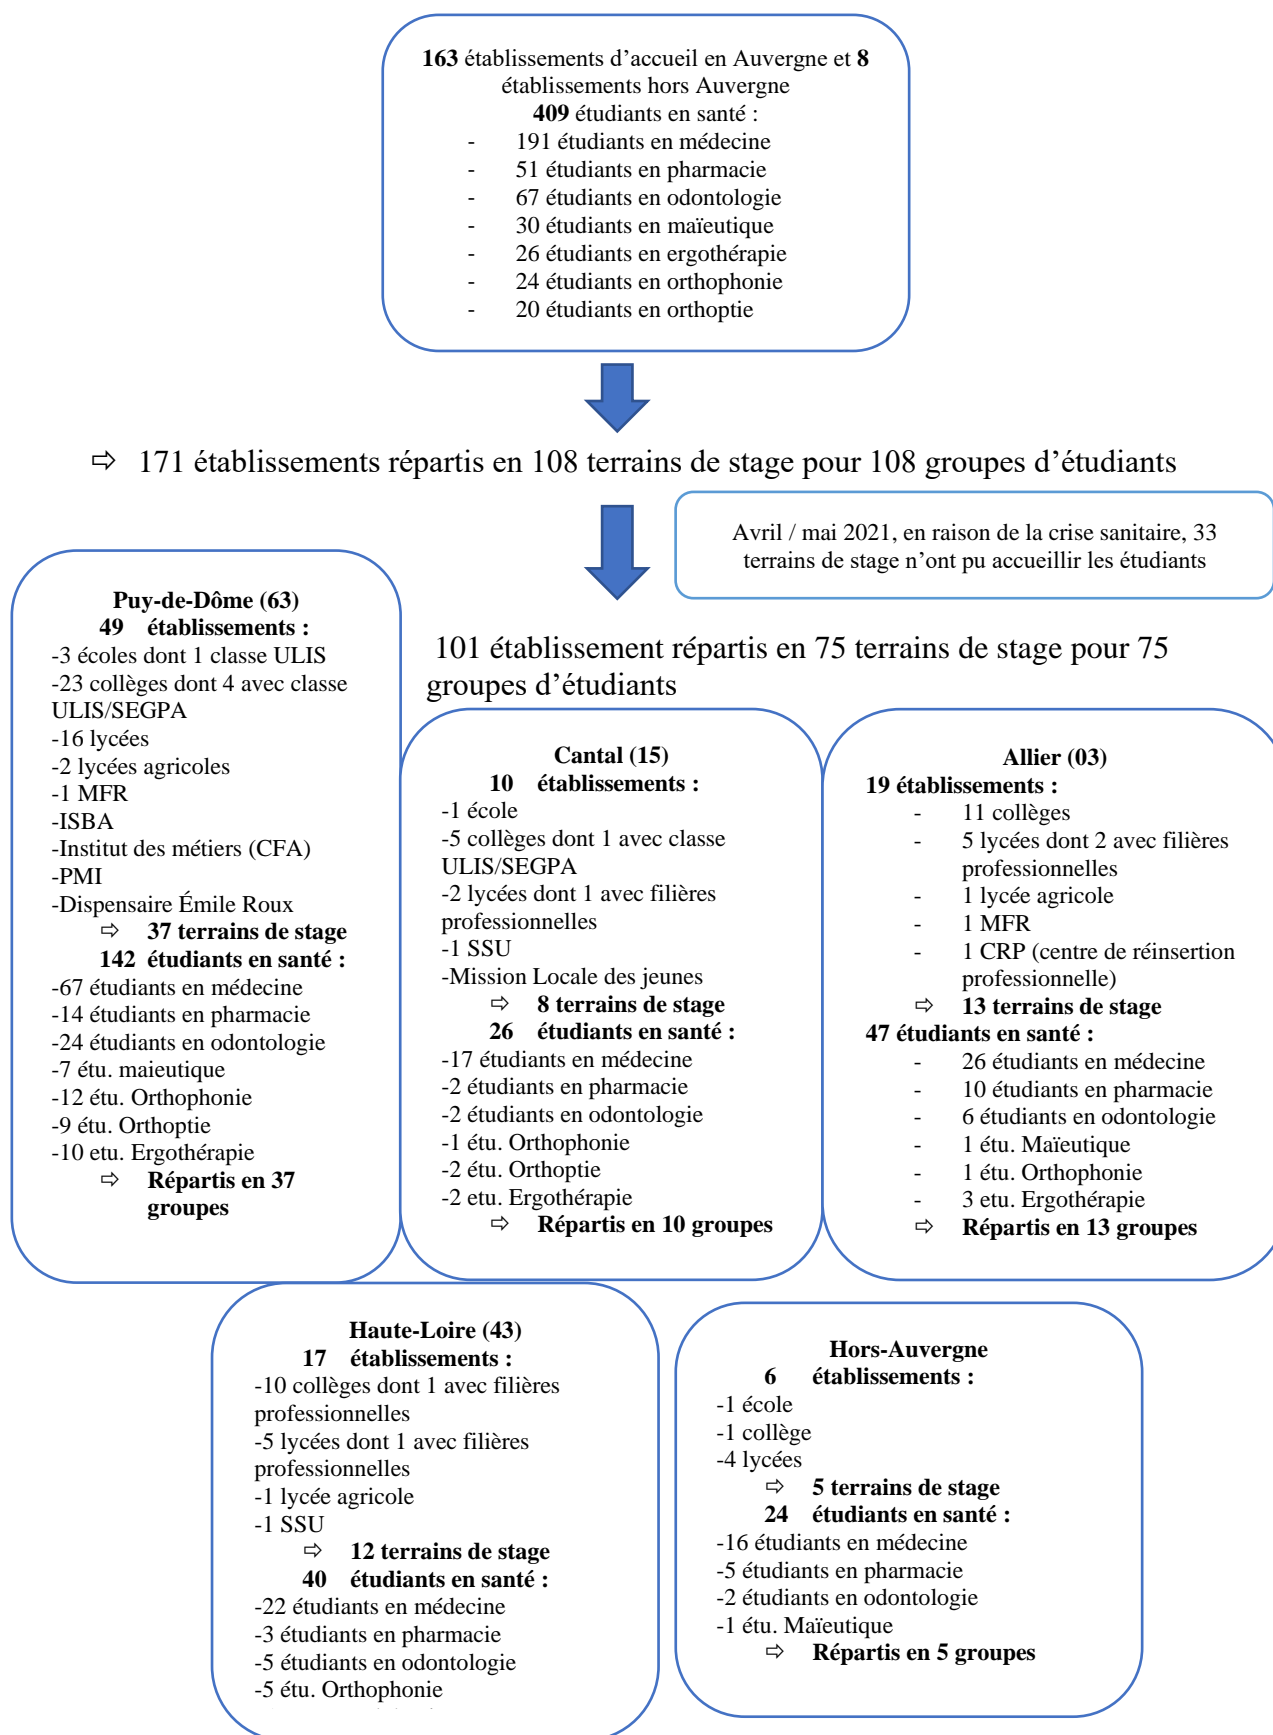 163 établissements d’accueil en Auvergne et 8
établissements hors Auvergne
409 étudiants en santé :
- 191 étudiants en médecine
- 51 étudiants en pharmacie
- 67 étudiants en odontologie
- 30 étudiants en maïeutique
- 26 étudiants en ergothérapie
- 24 étudiants en orthophonie
- 20 étudiants en orthoptie
⇨ 171 établissements répartis en 108 terrains de stage pour 108 groupes d’étudiants
Avril / mai 2021, en raison de la crise sanitaire, 33
terrains de stage n’ont pu accueillir les étudiants
101 établissement répartis en 75 terrains de stage pour 75
groupes d’étudiants
Puy-de-Dôme (63)
49 établissements :
-3 écoles dont 1 classe ULIS
-23 collèges dont 4 avec classe
ULIS/SEGPA
-16 lycées
-2 lycées agricoles
-1 MFR
-ISBA
-Institut des métiers (CFA)
-PMI
-Dispensaire Émile Roux
⇨ 37 terrains de stage
142 étudiants en santé :
-67 étudiants en médecine
-14 étudiants en pharmacie
-24 étudiants en odontologie
-7 étu. maieutique
-12 étu. Orthophonie
-9 étu. Orthoptie
-10 etu. Ergothérapie
⇨ Répartis en 37
groupes
Cantal (15)
10 établissements :
-1 école
-5 collèges dont 1 avec classe
ULIS/SEGPA
-2 lycées dont 1 avec filières
professionnelles
-1 SSU
-Mission Locale des jeunes
⇨ 8 terrains de stage
26 étudiants en santé :
-17 étudiants en médecine
-2 étudiants en pharmacie
-2 étudiants en odontologie
-1 étu. Orthophonie
-2 étu. Orthoptie
-2 etu. Ergothérapie
⇨ Répartis en 10 groupes
Allier (03)
19 établissements :
- 11 collèges
- 5 lycées dont 2 avec filières
professionnelles
- 1 lycée agricole
- 1 MFR
- 1 CRP (centre de réinsertion
professionnelle)
⇨ 13 terrains de stage
47 étudiants en santé :
- 26 étudiants en médecine
- 10 étudiants en pharmacie
- 6 étudiants en odontologie
- 1 étu. Maïeutique
- 1 étu. Orthophonie
- 3 etu. Ergothérapie
⇨ Répartis en 13 groupes
Haute-Loire (43)
17 établissements :
-10 collèges dont 1 avec filières
professionnelles
-5 lycées dont 1 avec filières
professionnelles
-1 lycée agricole
-1 SSU
⇨ 12 terrains de stage
40 étudiants en santé :
-22 étudiants en médecine
-3 étudiants en pharmacie
-5 étudiants en odontologie
-5 étu. Orthophonie
Hors-Auvergne
6 établissements :
-1 école
-1 collège
-4 lycées
⇨ 5 terrains de stage
24 étudiants en santé :
-16 étudiants en médecine
-5 étudiants en pharmacie
-2 étudiants en odontologie
-1 étu. Maïeutique
⇨ Répartis en 5 groupes